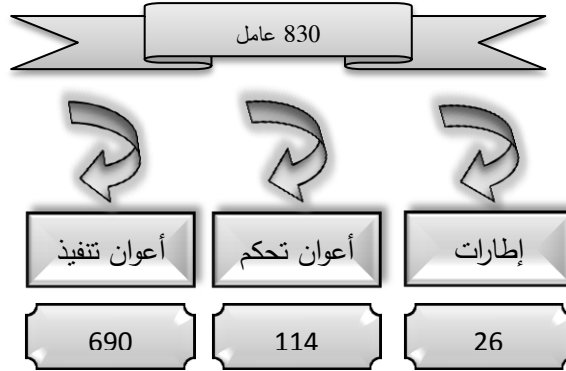 830 عامل
إطارات
أعوان تحكم
أعوان تنفيذ
26
114
690